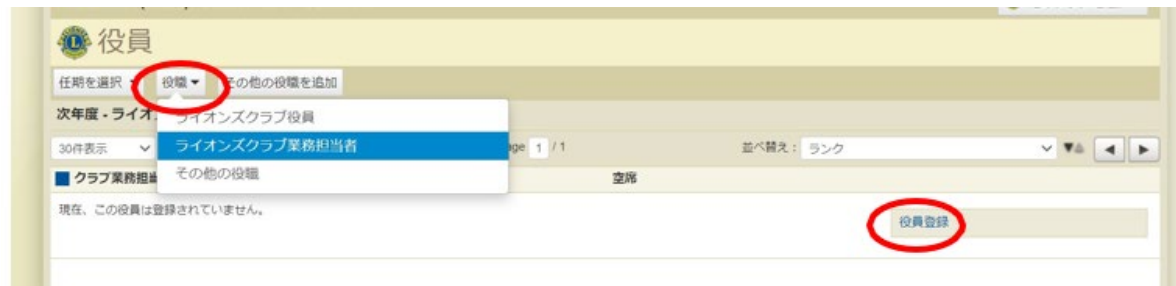 役員
任期を選択 役職▼ その他の役職を追加
次年度 - ライオ
ライオンズクラブ役員
ライオンズクラブ業務担当者
その他の役職
30件表示 age 1 / 1 並べ替え： ランク
クラブ業務担当 空席
現在、この役員は登録されていません。
役員登録